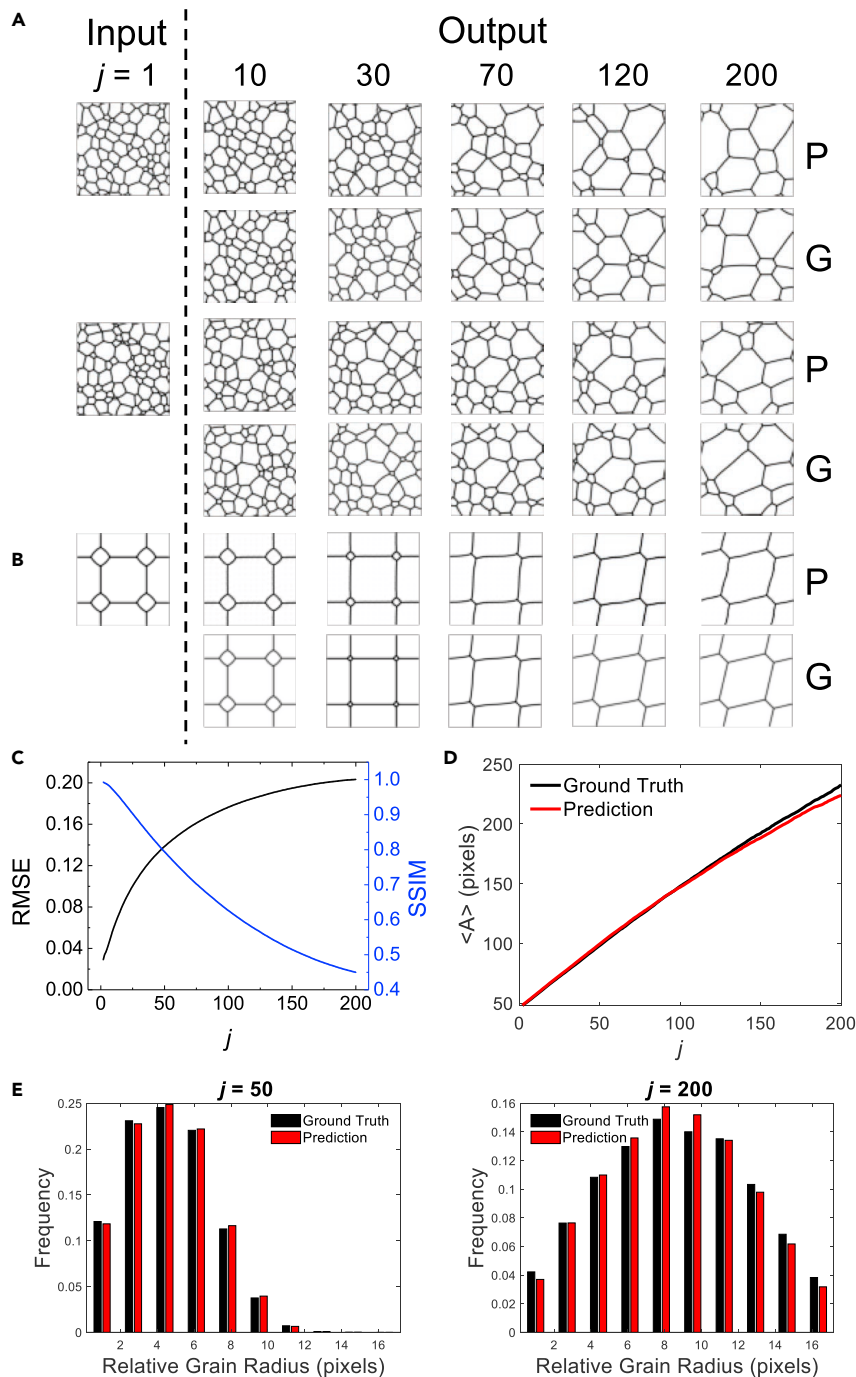 A
Input
Output
j = 1
10
30
70
120
200
P
G
P
G
B
P
G
C
RMSE
0.20
0.16
0.12
0.08
0.04
0.00
0
50
100
150
200
j
1.0
0.9
0.8
0.7
0.6
0.5
0.4
SSIM
D
<A> (pixels)
250
200
150
100
50
0
50
100
150
200
j
Ground Truth
Prediction
E
j = 50
Frequency
0.25
0.2
0.15
0.1
0.05
0
2
4
6
8
10
12
14
16
Relative Grain Radius (pixels)
Ground Truth
Prediction
j = 200
Frequency
0.16
0.14
0.12
0.1
0.08
0.06
0.04
0.02
0
2
4
6
8
10
12
14
16
Relative Grain Radius (pixels)
Ground Truth
Prediction